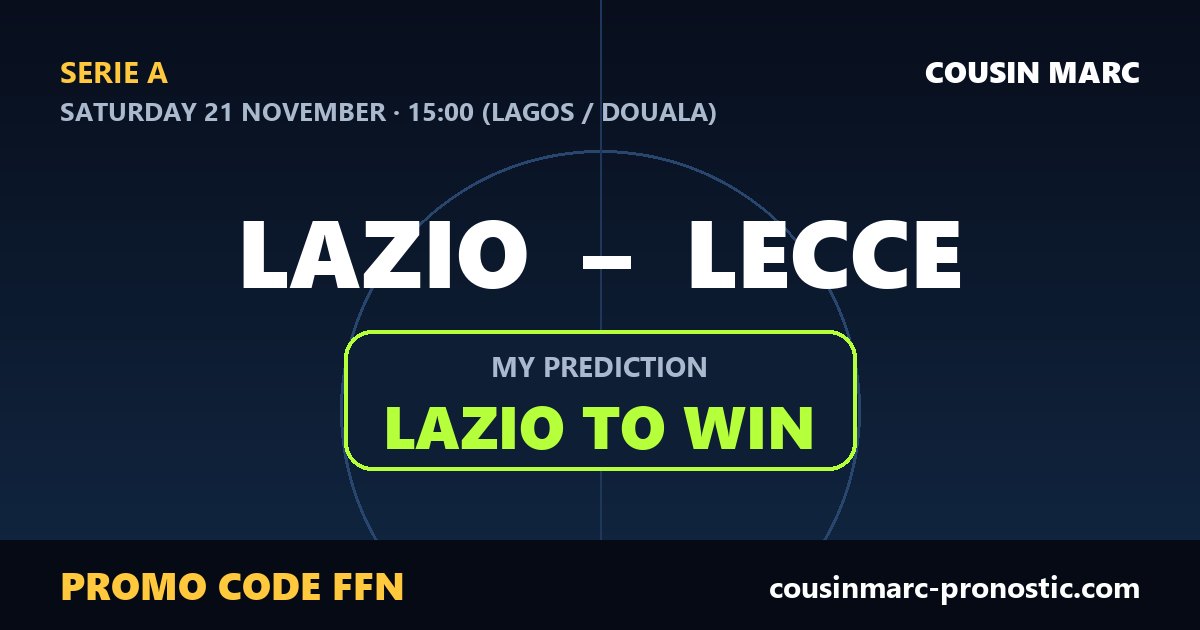 SERIE A
COUSIN MARC
SATURDAY 21 NOVEMBER · 15:00 (LAGOS / DOUALA)
LAZIO – LECCE
MY PREDICTION
LAZIO TO WIN
PROMO CODE FFN
cousinmarc-pronostic.com